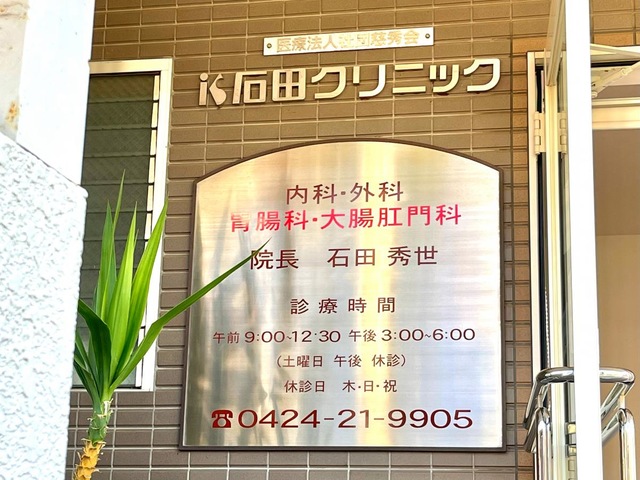 医療法人社団慈秀会
石田クリニック
内科・外科
胃腸科・大腸肛門科
院長 石田 秀世
診療時間
午前 9:00~12:30 午後 3:00~6:00
(土曜日 午後 休診)
休診日 木・日・祝
☎0424-21-9905